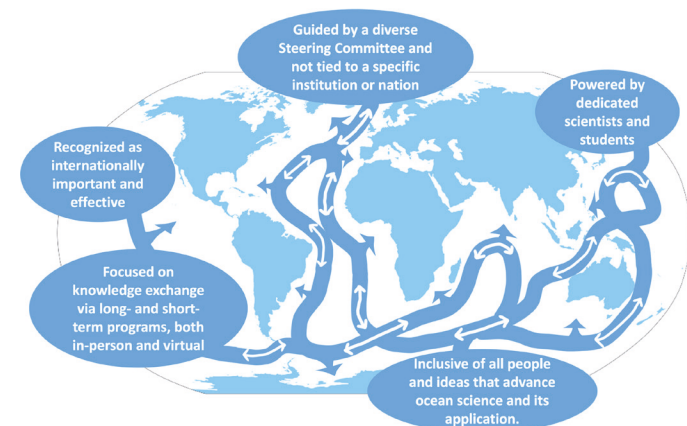 Guided by a diverse
Steering Committee and
not tied to a specific
institution or nation
Powered by
dedicated
scientists and
students
Recognized as
internationally
important and
effective
Focused on
knowledge exchange
via long- and short-
term programs, both
in-person and virtual
Inclusive of all people
and ideas that advance
ocean science and its
application.